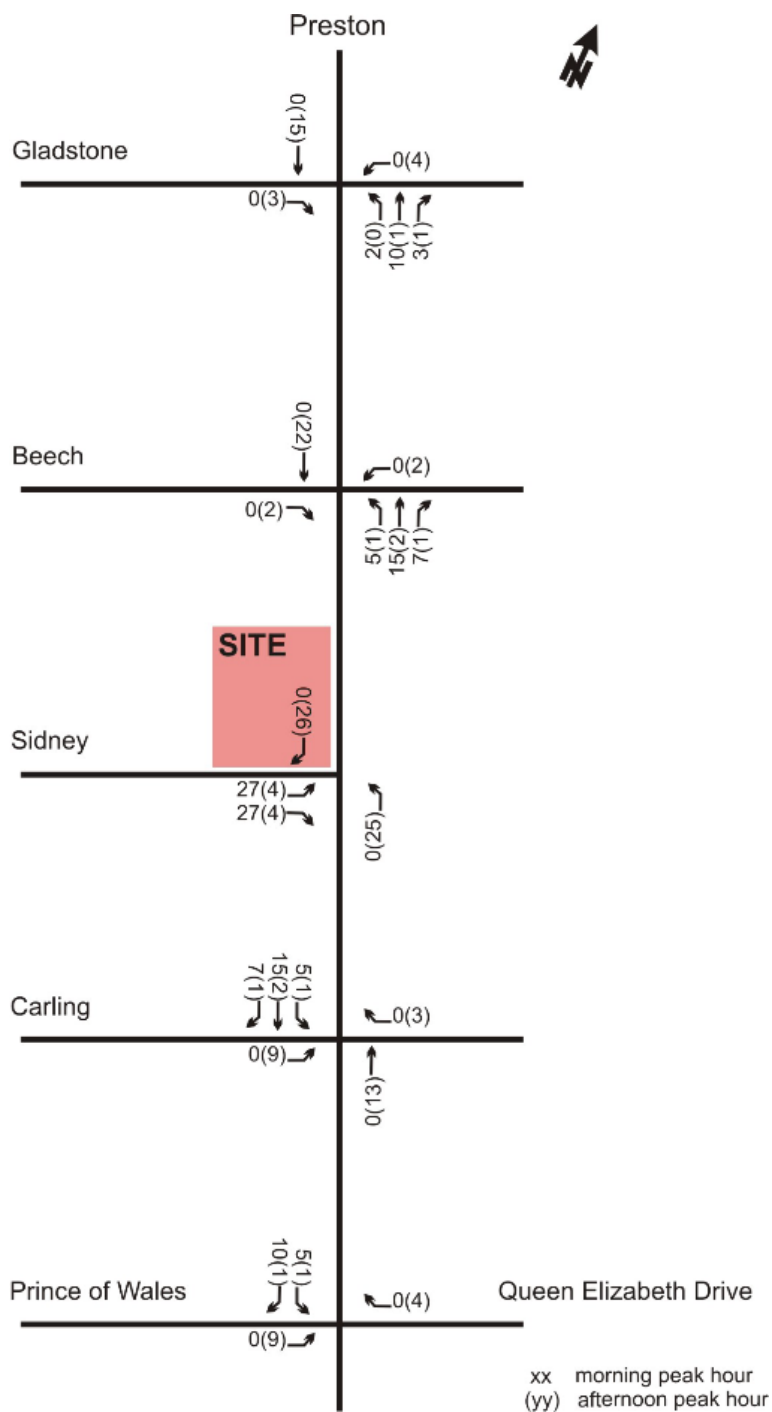 Preston
N
0(15)
Gladstone
0(4)
0(3)
2(0)
10(1)
3(1)
0(22)
Beech
0(2)
0(2)
5(1)
15(2)
7(1)
SITE
0(26)
Sidney
27(4)
27(4)
0(25)
7(1)
15(2)
5(1)
Carling
0(3)
0(9)
0(13)
10(1)
5(1)
Prince of Wales
0(4)
Queen Elizabeth Drive
0(9)
xx morning peak hour
(yy) afternoon peak hour